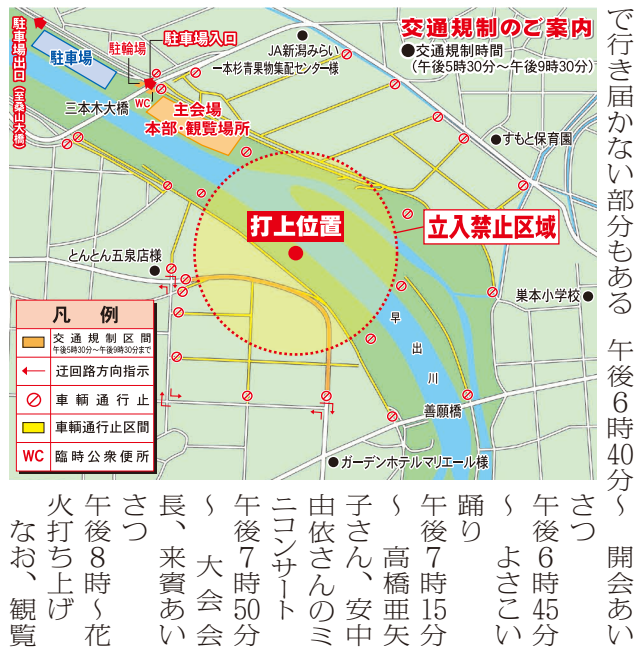 交通規制のご案内
●交通規制時間
（午後5時30分〜午後9時30分）
駐車場出口（至桑山大橋）
駐車場
駐輪場
駐車場入口
JA新潟みらい
一本杉青果物集配センター様
三本木大橋
WC
主会場
本部・観覧場所
すもと保育園
打上位置
立入禁止区域
とんとん五泉店様
巣本小学校
早出川
善願橋
ガーデンホテルマリエール様
凡例
交通規制区間
午後5時30分〜午後9時30分まで
迂回路方向指示
車輌通行止
車輌通行止区間
WC 臨時公衆便所
で行き届かない部分もある　午後6時40分〜　開会あい
さつ
午後6時45分
〜　よさこい
踊り
午後7時15分
〜　高橋亜矢
子さん、安中
由依さんのミ
ニコンサート
午後7時50分
〜　大会会
長、来賓あい
さつ
午後8時〜花
火打ち上げ
なお、観覧